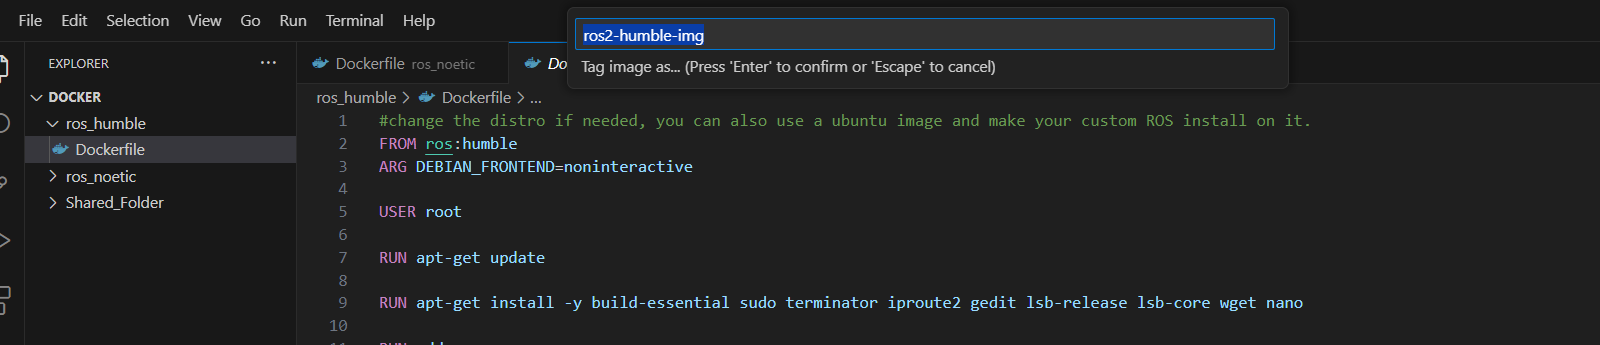 File Edit Selection View Go Run Terminal Help
ros2-humble-img
Tag image as... (Press 'Enter' to confirm or 'Escape' to cancel)
EXPLORER ...
DOCKER
ros_humble
Dockerfile
ros_noetic
Shared_Folder
Dockerfile ros_noetic
ros_humble > Dockerfile > ...
1 #change the distro if needed, you can also use a ubuntu image and make your custom ROS install on it.
2 FROM ros:humble
3 ARG DEBIAN_FRONTEND=noninteractive
4
5 USER root
6
7 RUN apt-get update
8
9 RUN apt-get install -y build-essential sudo terminator iproute2 gedit lsb-release lsb-core wget nano
10